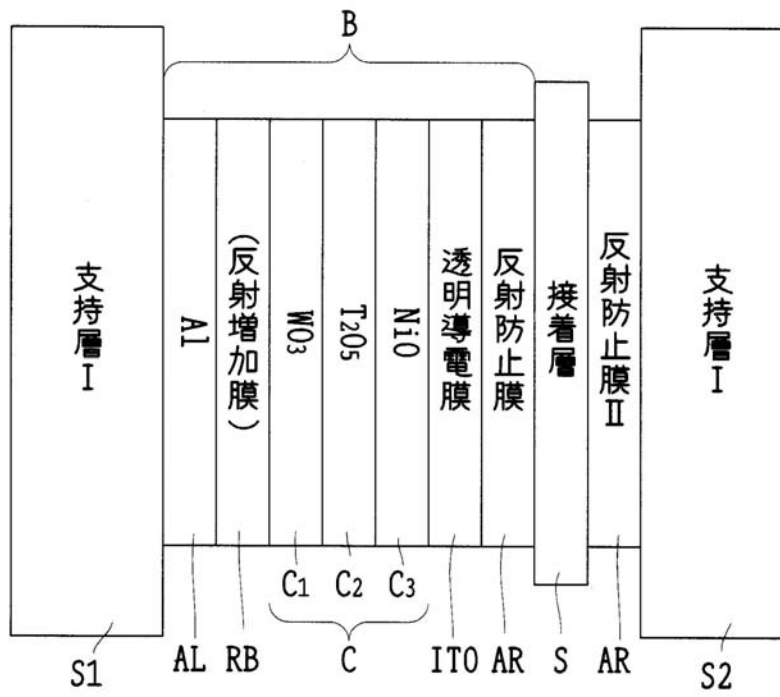 B
支持層I
Al
(反射増加膜)
WO₃
T₂O₅
NiO
透明導電膜
反射防止膜
接着層
反射防止膜II
支持層I
C₁
C₂
C₃
S1
AL
RB
C
ITO
AR
S
AR
S2